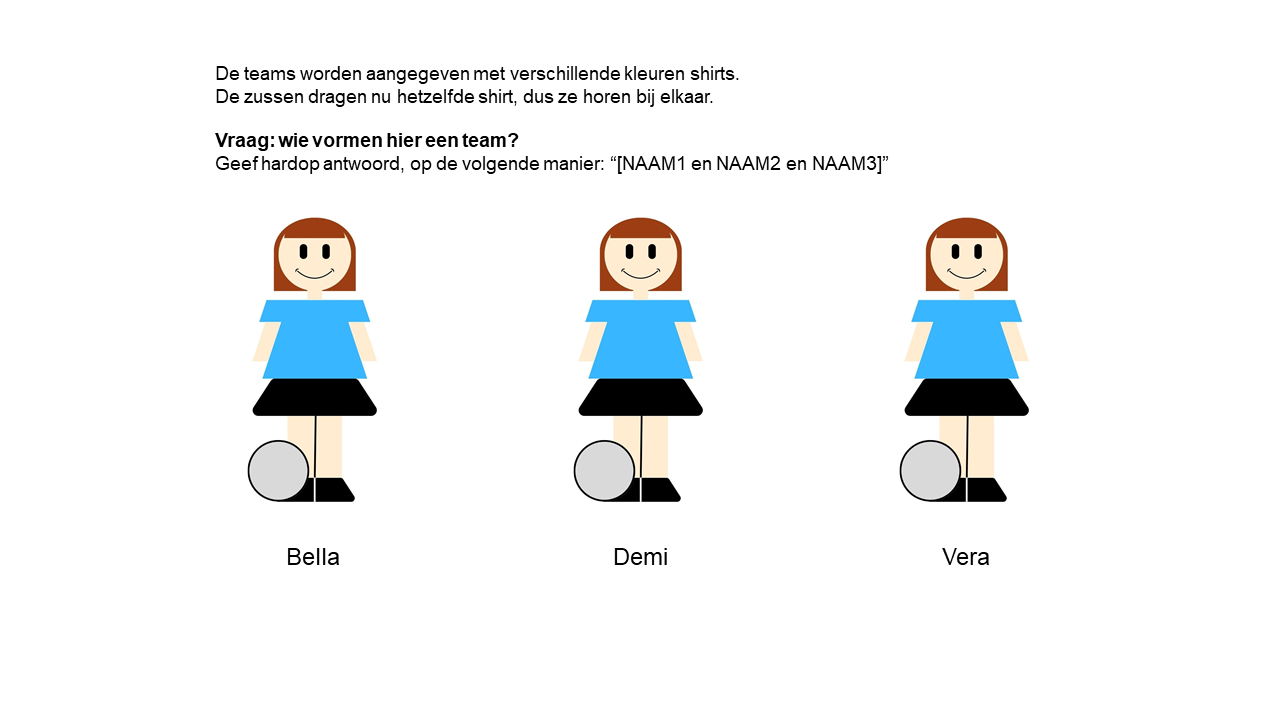 De teams worden aangegeven met verschillende kleuren shirts.
De zussen dragen nu hetzelfde shirt, dus ze horen bij elkaar.
Vraag: wie vormen hier een team?
Geef hardop antwoord, op de volgende manier: “[NAAM1 en NAAM2 en NAAM3]”
Bella
Demi
Vera